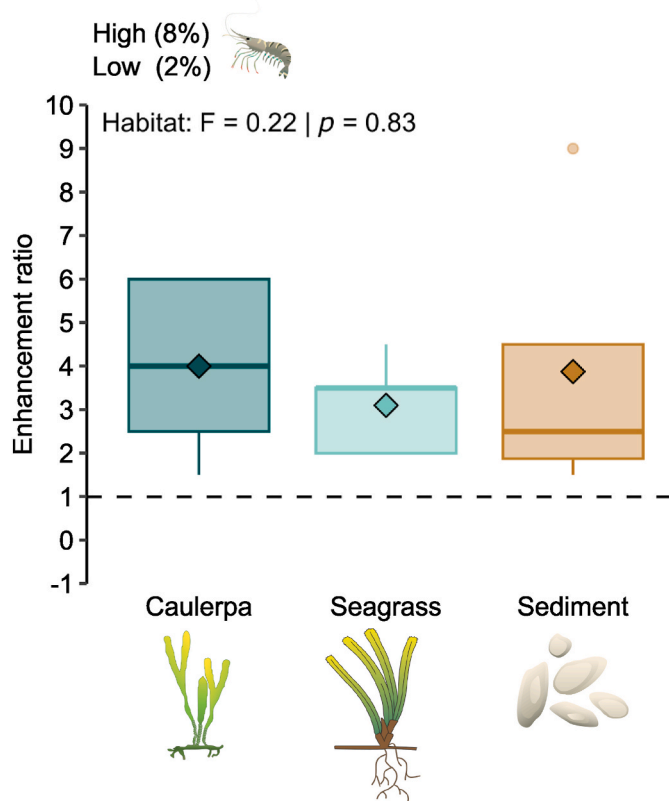 High (8%)
Low (2%)
Habitat: F = 0.22 | p = 0.83
Enhancement ratio
10
9
8
7
6
5
4
3
2
1
0
-1
Caulerpa
Seagrass
Sediment